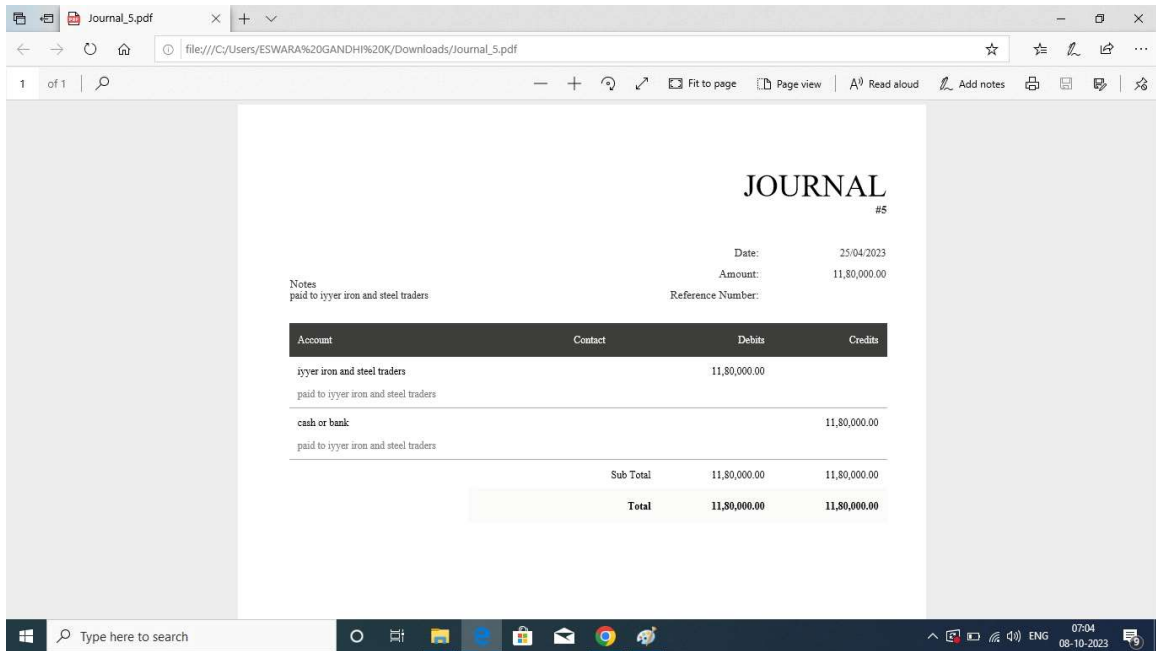 Journal_5.pdf
file:///C:/Users/ESWARA%20GANDHI%20K/Downloads/Journal_5.pdf
1 of 1 Fit to page Page view Read aloud Add notes
JOURNAL
#5
Date: 25/04/2023
Amount: 11,80,000.00
Reference Number:
Notes
paid to iyyer iron and steel traders
Account Contact Debits Credits
iyyer iron and steel traders 11,80,000.00
paid to iyyer iron and steel traders
cash or bank 11,80,000.00
paid to iyyer iron and steel traders
Sub Total 11,80,000.00 11,80,000.00
Total 11,80,000.00 11,80,000.00
Type here to search ENG 07:04
08-10-2023 9